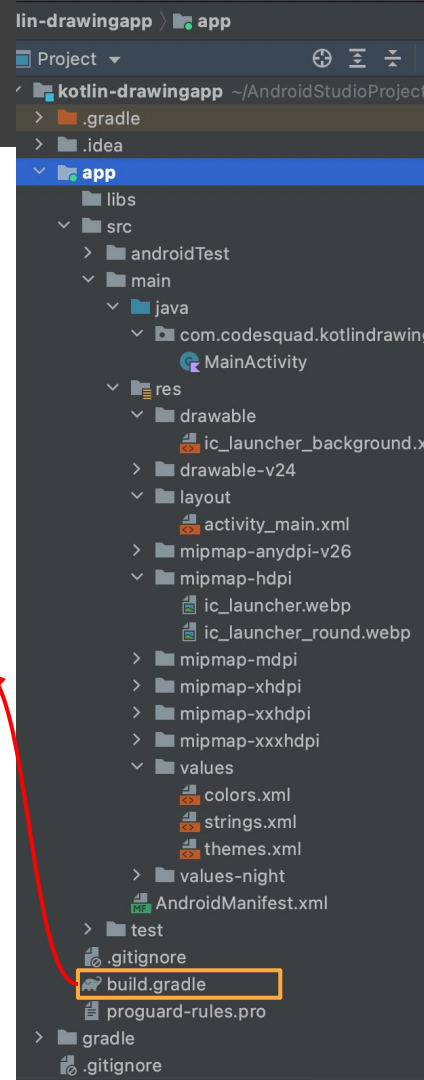 lin-drawingapp 〉 app
Project
kotlin-drawingapp ~/AndroidStudioProject
.gradle
.idea
app
libs
src
androidTest
main
java
com.codesquad.kotlindrawing
MainActivity
res
drawable
ic_launcher_background.x
drawable-v24
layout
activity_main.xml
mipmap-anydpi-v26
mipmap-hdpi
ic_launcher.webp
ic_launcher_round.webp
mipmap-mdpi
mipmap-xhdpi
mipmap-xxhdpi
mipmap-xxxhdpi
values
colors.xml
strings.xml
themes.xml
values-night
AndroidManifest.xml
test
.gitignore
build.gradle
proguard-rules.pro
gradle
.gitignore